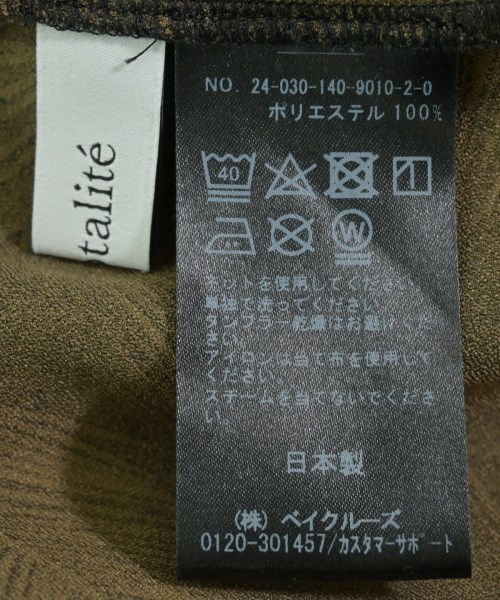 talité
NO. 24-030-140-9010-2-0
ポリエステル 100%
40
W
ネットを使用してください。
単独で洗ってください。
タンブラー乾燥はお避けくだ
さい。
アイロンは当て布を使用して
ください。
スチームを当てないでくださ
い。
日本製
(株) ベイクルーズ
0120-301457/カスタマーサポート